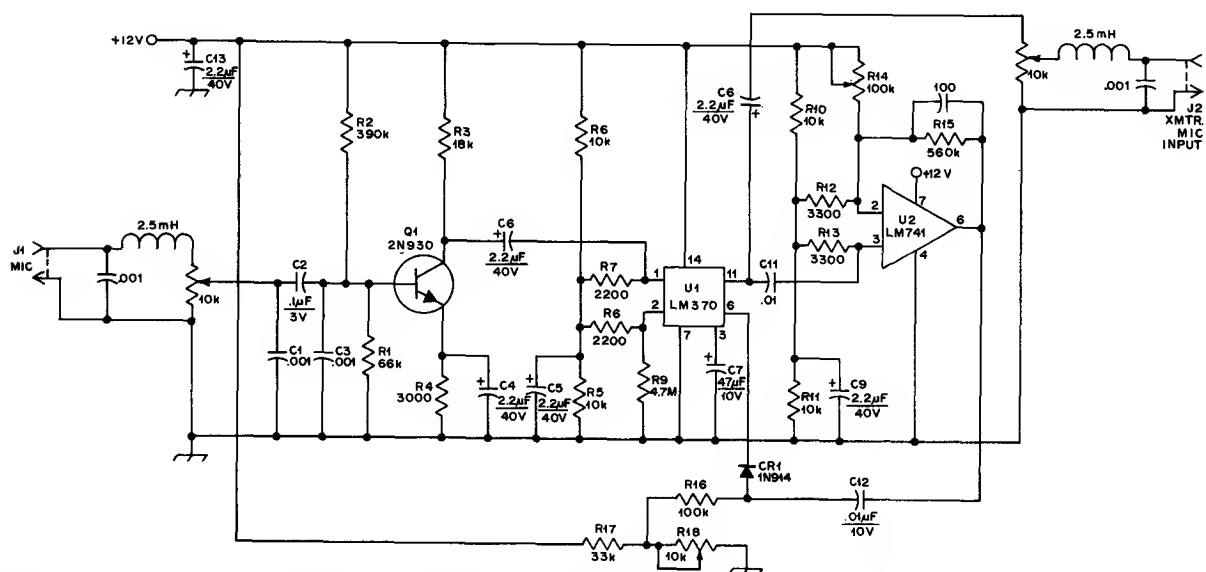 +12V
C13
2.2µF
40V
R2
390k
R3
18k
R6
10k
C6
2.2µF
40V
R10
10k
R14
100k
100
R15
560k
+12 V
10k
2.5mH
.001
J2
XMTR.
MIC
INPUT
J1
MIC
2.5mH
.001
10k
C2
.1µF
3V
C1
.001
C3
.001
R1
66k
Q1
2N930
C6
2.2µF
40V
R4
3000
C4
2.2µF
40V
C5
2.2µF
40V
R7
2200
R6
2200
R5
10k
R9
4.7M
1
14
11
U1
LM370
2
6
7
3
C7
47µF
10V
C11
.01
R12
3300
R13
3300
2
7
U2
LM741
6
3
4
R11
10k
C9
2.2µF
40V
CR1
1N914
R16
100k
C12
.01µF
10V
R17
33k
R18
10k